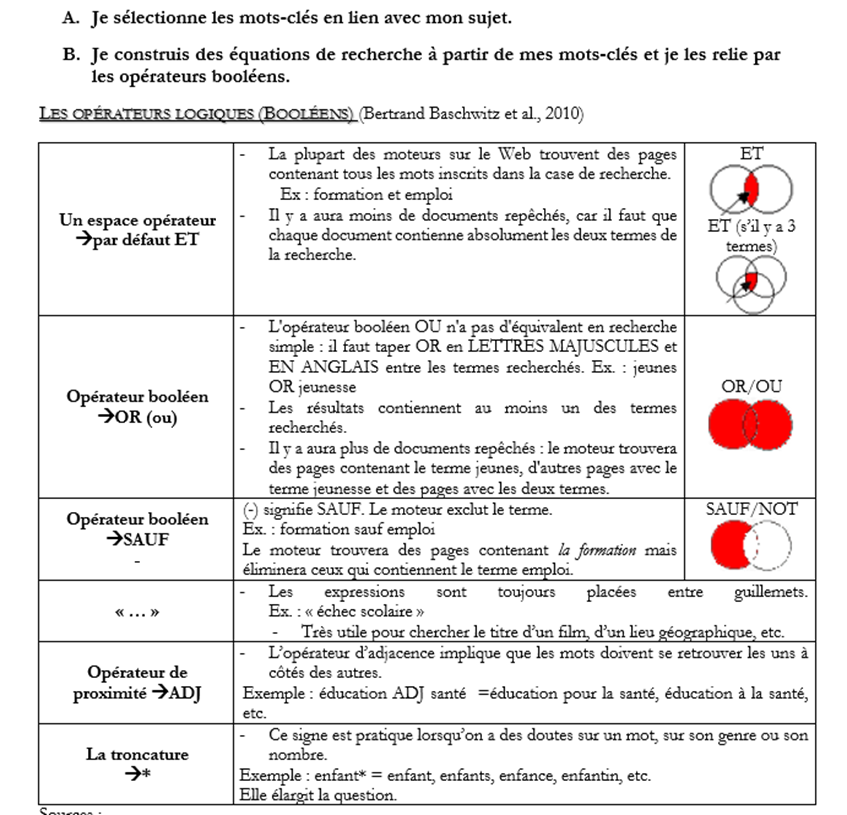 A. Je sélectionne les mots-clés en lien avec mon sujet.
B. Je construis des équations de recherche à partir de mes mots-clés et je les relie par
les opérateurs booléens.
LES OPÉRATEURS LOGIQUES (BOOLÉENS) (Bertrand Baschwitz et al., 2010)
Un espace opérateur
→par défaut ET
- La plupart des moteurs sur le Web trouvent des pages
contenant tous les mots inscrits dans la case de recherche.
Ex : formation et emploi
- Il y a aura moins de documents repêchés, car il faut que
chaque document contienne absolument les deux termes de
la recherche.
ET
ET (s'il y a 3
termes)
Opérateur booléen
→OR (ou)
- L'opérateur booléen OU n'a pas d'équivalent en recherche
simple : il faut taper OR en LETTRES MAJUSCULES et
EN ANGLAIS entre les termes recherchés. Ex. : jeunes
OR jeunesse
- Les résultats contiennent au moins un des termes
recherchés.
- Il y a aura plus de documents repêchés : le moteur trouvera
des pages contenant le terme jeunes, d'autres pages avec le
terme jeunesse et des pages avec les deux termes.
OR/OU
Opérateur booléen
→SAUF
-
(-) signifie SAUF. Le moteur exclut le terme.
Ex. : formation sauf emploi
Le moteur trouvera des pages contenant la formation mais
éliminera ceux qui contiennent le terme emploi.
SAUF/NOT
« … »
- Les expressions sont toujours placées entre guillemets.
Ex. : « échec scolaire »
- Très utile pour chercher le titre d'un film, d'un lieu géographique, etc.
Opérateur de
proximité →ADJ
- L'opérateur d'adjacence implique que les mots doivent se retrouver les uns à
côtés des autres.
Exemple : éducation ADJ santé =éducation pour la santé, éducation à la santé,
etc.
La troncature
→*
- Ce signe est pratique lorsqu'on a des doutes sur un mot, sur son genre ou son
nombre.
Exemple : enfant* = enfant, enfants, enfance, enfantin, etc.
Elle élargit la question.
Sources :